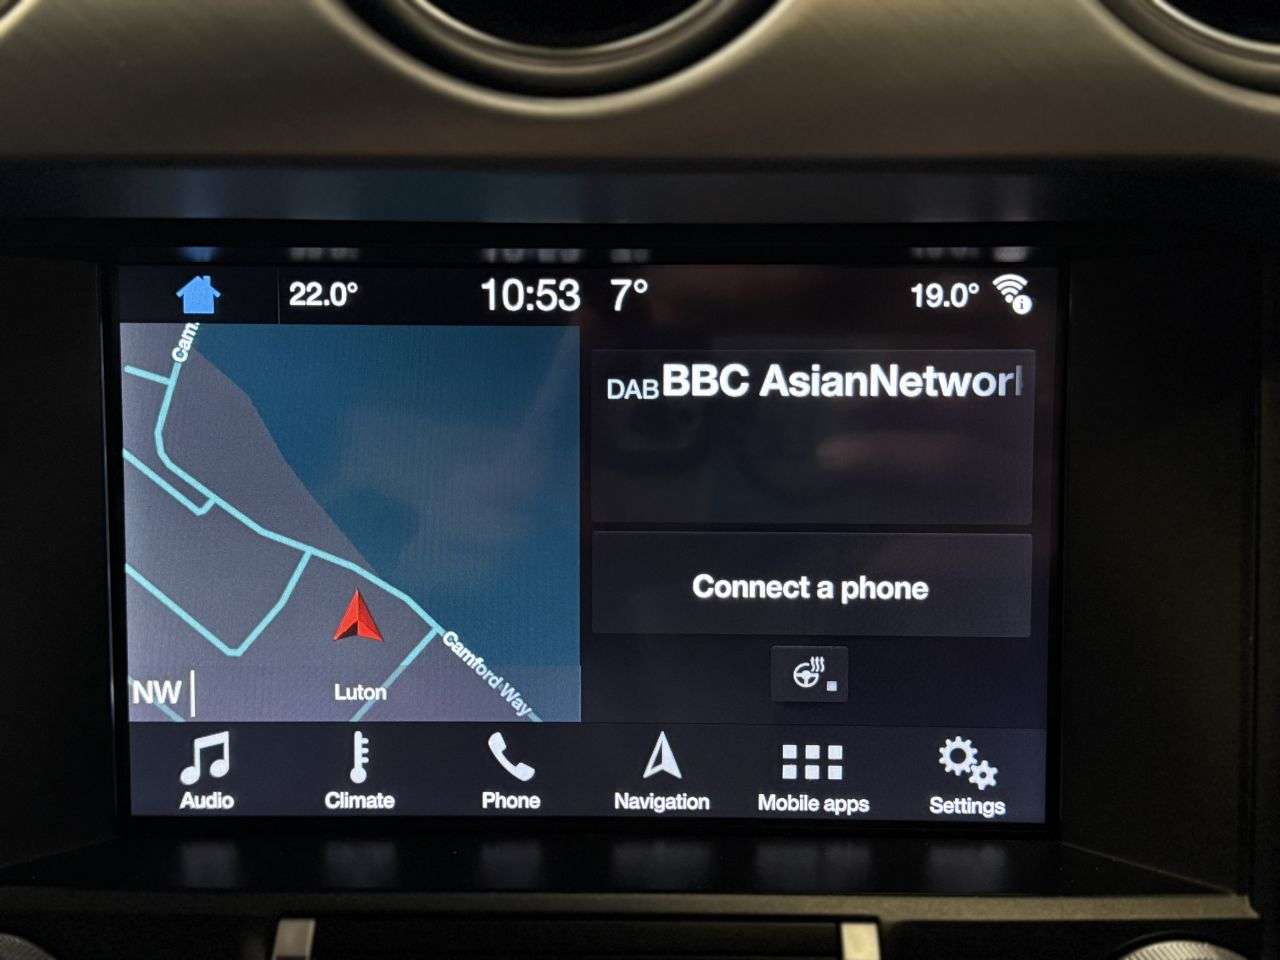 22.0°
10:53
7°
19.0°
Cam
DAB BBC AsianNetwork
Connect a phone
Camford Way
NW
Luton
Audio
Climate
Phone
Navigation
Mobile apps
Settings